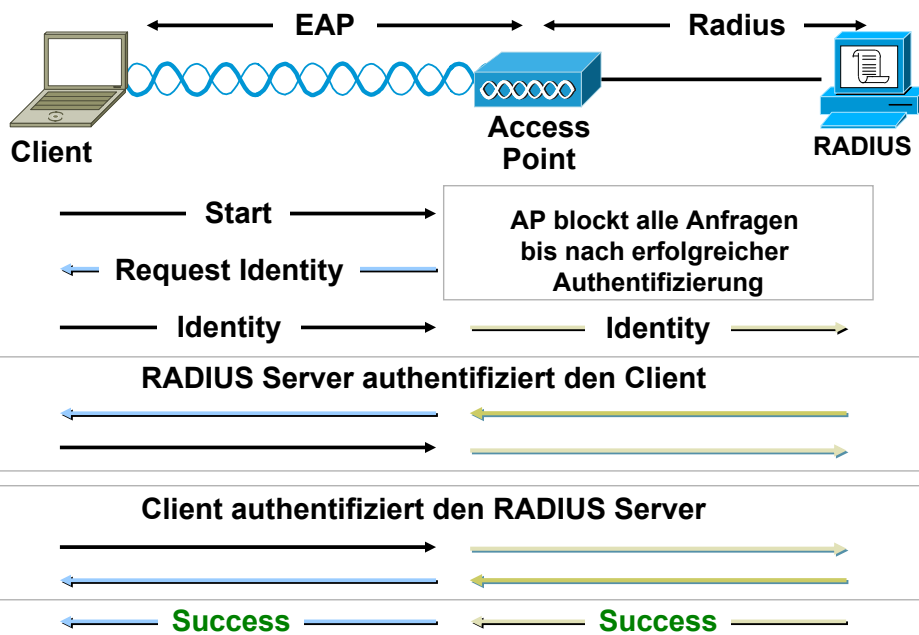 EAP
Radius
Client
Access
Point
RADIUS
Start
AP blockt alle Anfragen
bis nach erfolgreicher
Authentifizierung
Request Identity
Identity
Identity
RADIUS Server authentifiziert den Client
Client authentifiziert den RADIUS Server
Success
Success